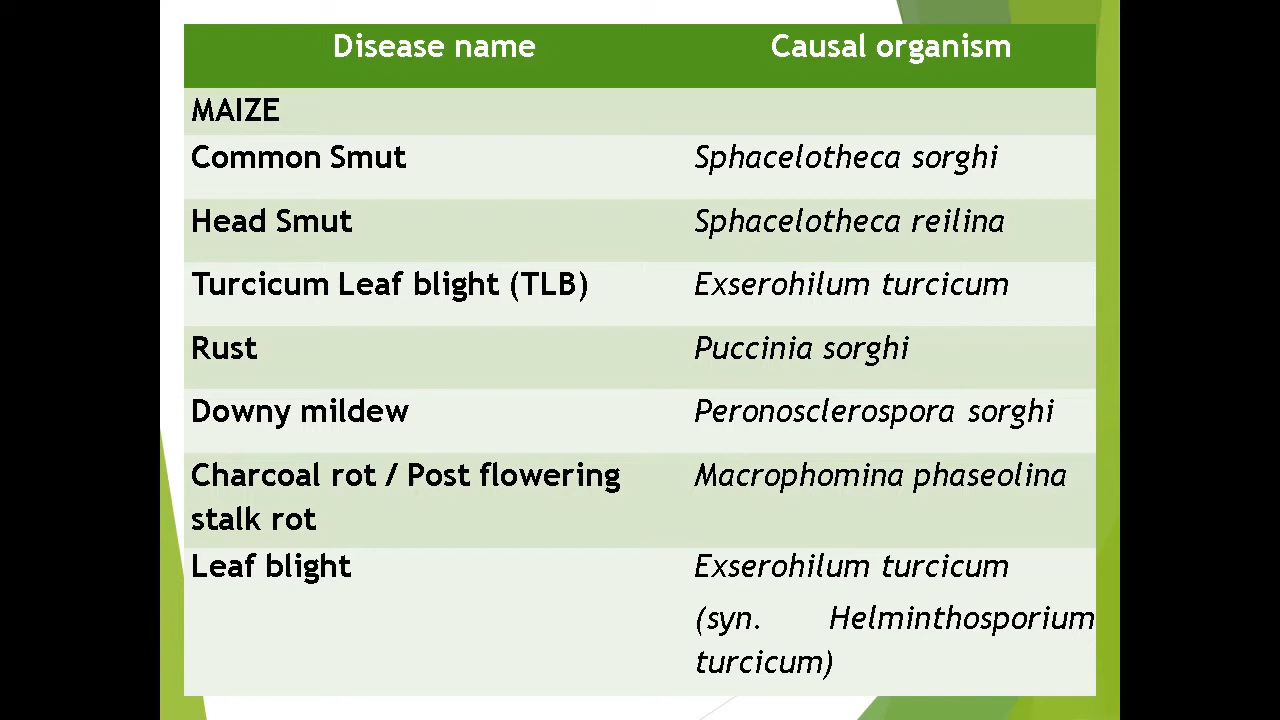 Disease name Causal organism
MAIZE
Common Smut Sphacelotheca sorghi
Head Smut Sphacelotheca reilina
Turcicum Leaf blight (TLB) Exserohilum turcicum
Rust Puccinia sorghi
Downy mildew Peronosclerospora sorghi
Charcoal rot / Post flowering Macrophomina phaseolina
stalk rot
Leaf blight Exserohilum turcicum
(syn. Helminthosporium
turcicum)